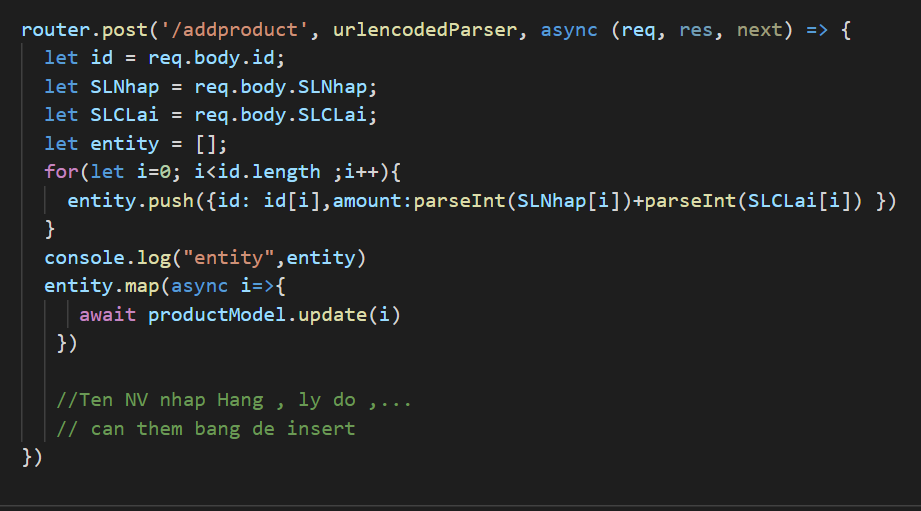 router.post('/addproduct', urlencodedParser, async (req, res, next) => {
let id = req.body.id;
let SLNhap = req.body.SLNhap;
let SLCLai = req.body.SLCLai;
let entity = [];
for(let i=0; i<id.length ;i++){
entity.push({id: id[i],amount:parseInt(SLNhap[i])+parseInt(SLCLai[i]) })
}
console.log("entity",entity)
entity.map(async i=>{
await productModel.update(i)
})
//Ten NV nhap Hang , ly do ,...
// can them bang de insert
})